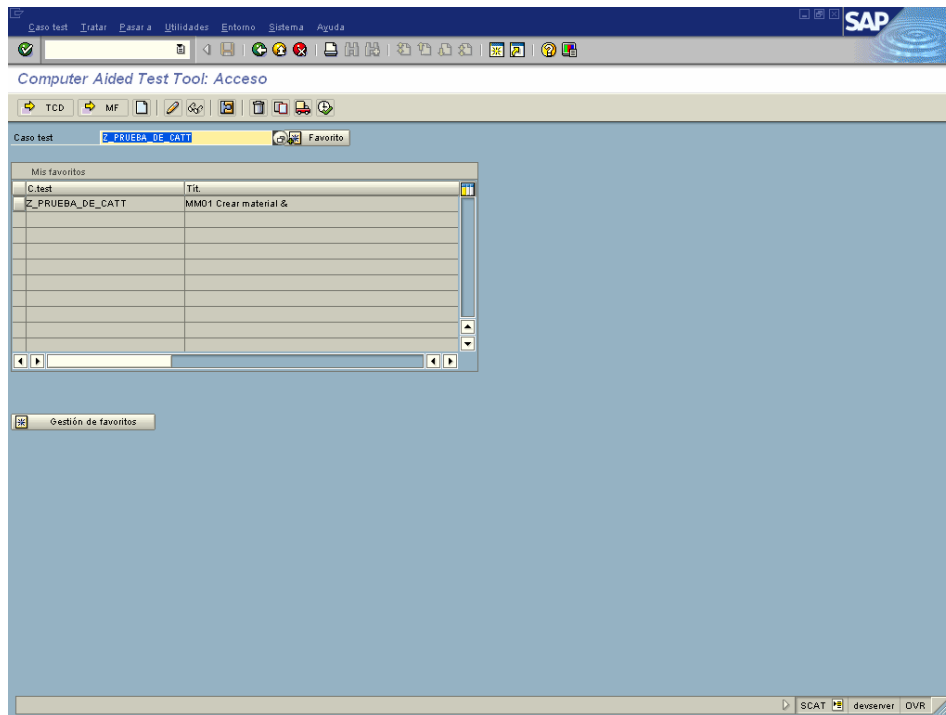 Caso test Tratar Pasar a Utilidades Entorno Sistema Ayuda
SAP
Computer Aided Test Tool: Acceso
TCD MF
Caso test Z_PRUEBA_DE_CATT Favorito
Mis favoritos
C.test Tít.
Z_PRUEBA_DE_CATT MM01 Crear material &
Gestión de favoritos
SCAT devserver OVR